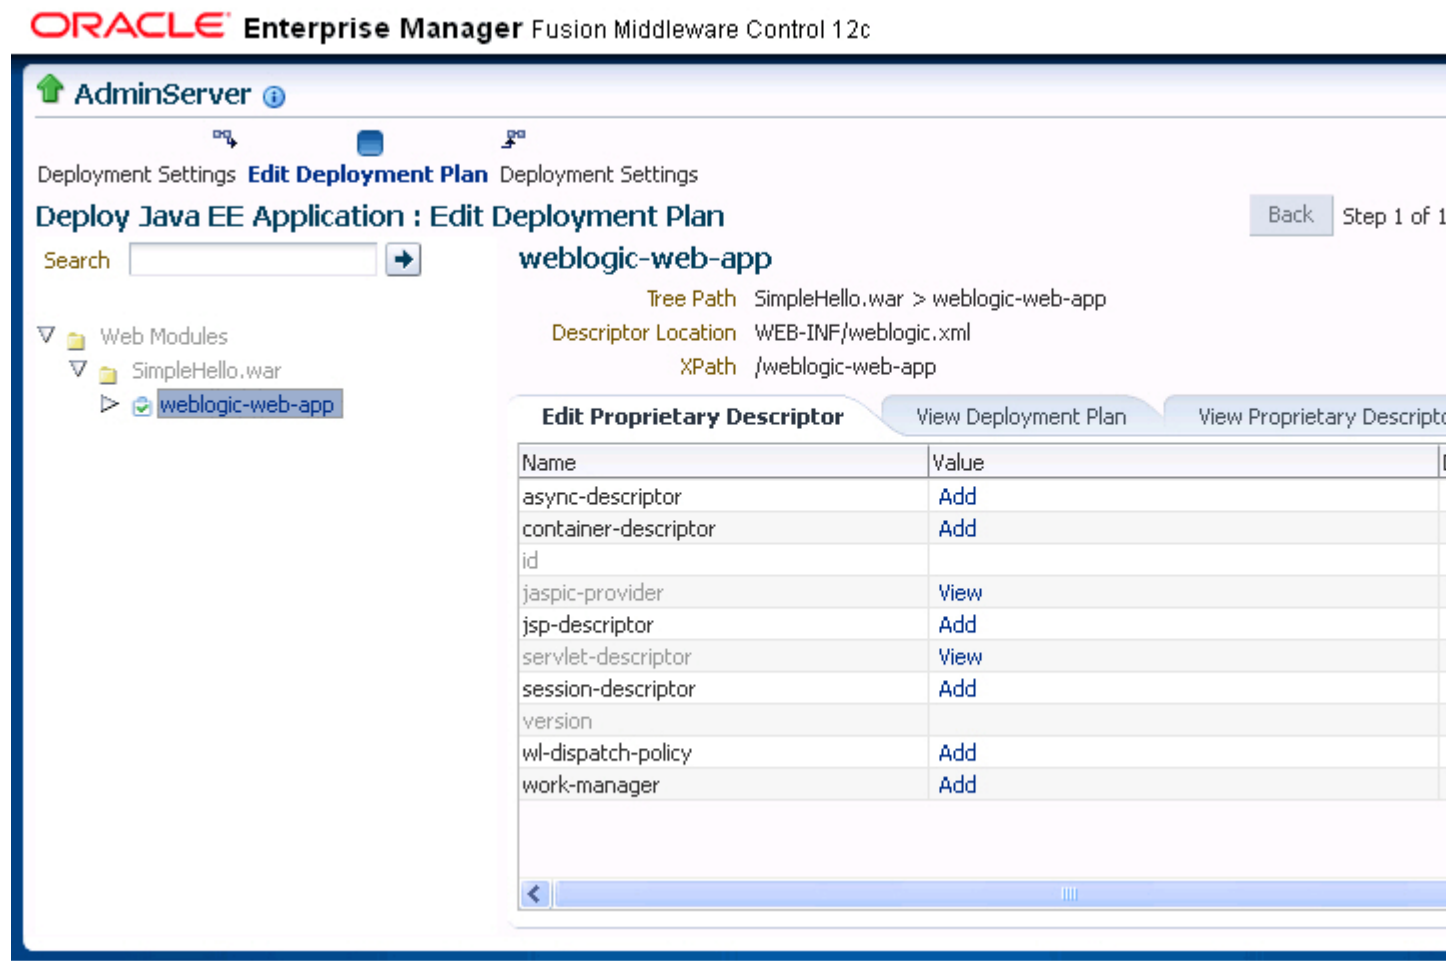 ORACLE Enterprise Manager Fusion Middleware Control 12c
AdminServer
Deployment Settings Edit Deployment Plan Deployment Settings
Deploy Java EE Application : Edit Deployment Plan
Back Step 1 of 1
Search
weblogic-web-app
Tree Path SimpleHello.war > weblogic-web-app
Descriptor Location WEB-INF/weblogic.xml
XPath /weblogic-web-app
Web Modules
SimpleHello.war
weblogic-web-app
Edit Proprietary Descriptor View Deployment Plan View Proprietary
Name Value
async-descriptor Add
container-descriptor Add
id
jaspic-provider View
jsp-descriptor Add
servlet-descriptor View
session-descriptor Add
version
wl-dispatch-policy Add
work-manager Add